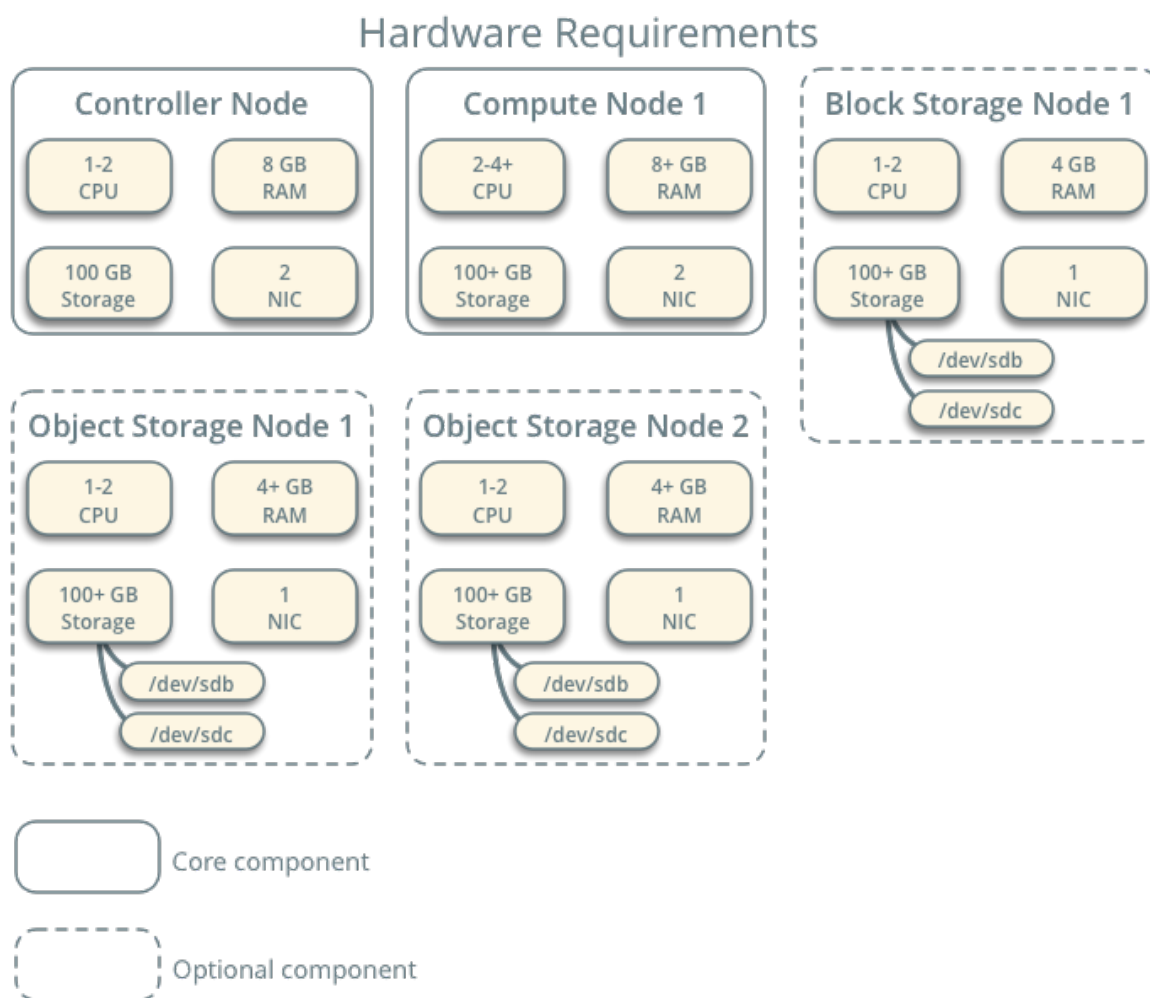 Hardware Requirements
Controller Node
1-2
CPU
8 GB
RAM
100 GB
Storage
2
NIC
Compute Node 1
2-4+
CPU
8+ GB
RAM
100+ GB
Storage
2
NIC
Block Storage Node 1
1-2
CPU
4 GB
RAM
100+ GB
Storage
1
NIC
/dev/sdb
/dev/sdc
Object Storage Node 1
1-2
CPU
4+ GB
RAM
100+ GB
Storage
1
NIC
/dev/sdb
/dev/sdc
Object Storage Node 2
1-2
CPU
4+ GB
RAM
100+ GB
Storage
1
NIC
/dev/sdb
/dev/sdc
Core component
Optional component